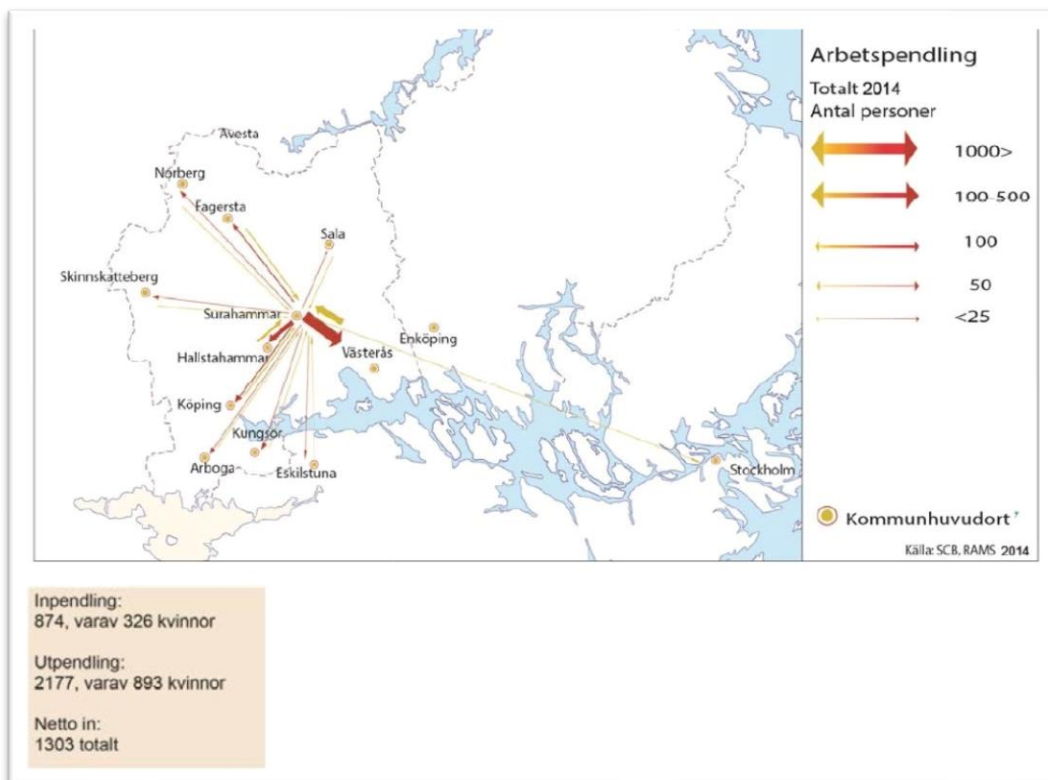 Arbetspendling
Totalt 2014
Antal personer
1000>
100-500
100
50
<25
Kommunhuvudort
Källa: SCB, RAMS 2014
Avesta
Norberg
Fagersta
Sala
Skinnskatteberg
Surahammar
Enköping
Hallstahammar
Västerås
Köping
Kungsör
Arboga
Eskilstuna
Stockholm
Inpendling:
874, varav 326 kvinnor
Utpendling:
2177, varav 893 kvinnor
Netto in:
1303 totalt